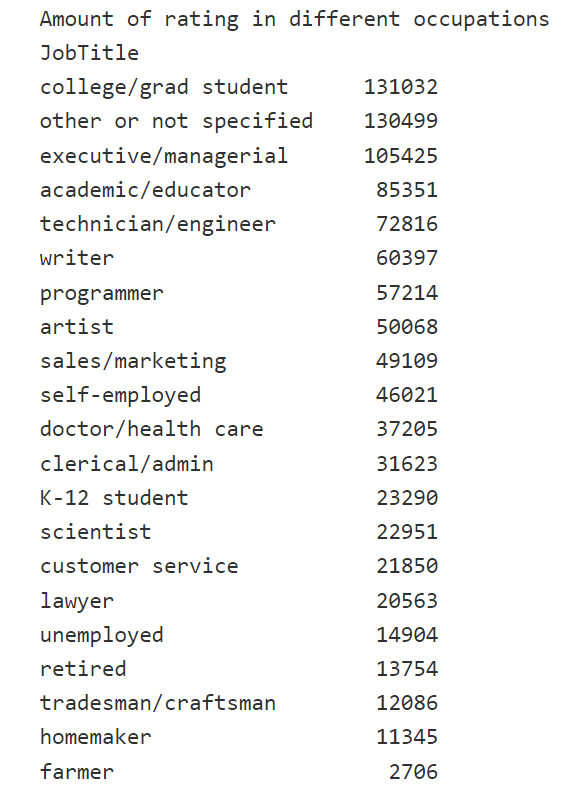 Amount of rating in different occupations
JobTitle
college/grad student 131032
other or not specified 130499
executive/managerial 105425
academic/educator 85351
technician/engineer 72816
writer 60397
programmer 57214
artist 50068
sales/marketing 49109
self-employed 46021
doctor/health care 37205
clerical/admin 31623
K-12 student 23290
scientist 22951
customer service 21850
lawyer 20563
unemployed 14904
retired 13754
tradesman/craftsman 12086
homemaker 11345
farmer 2706